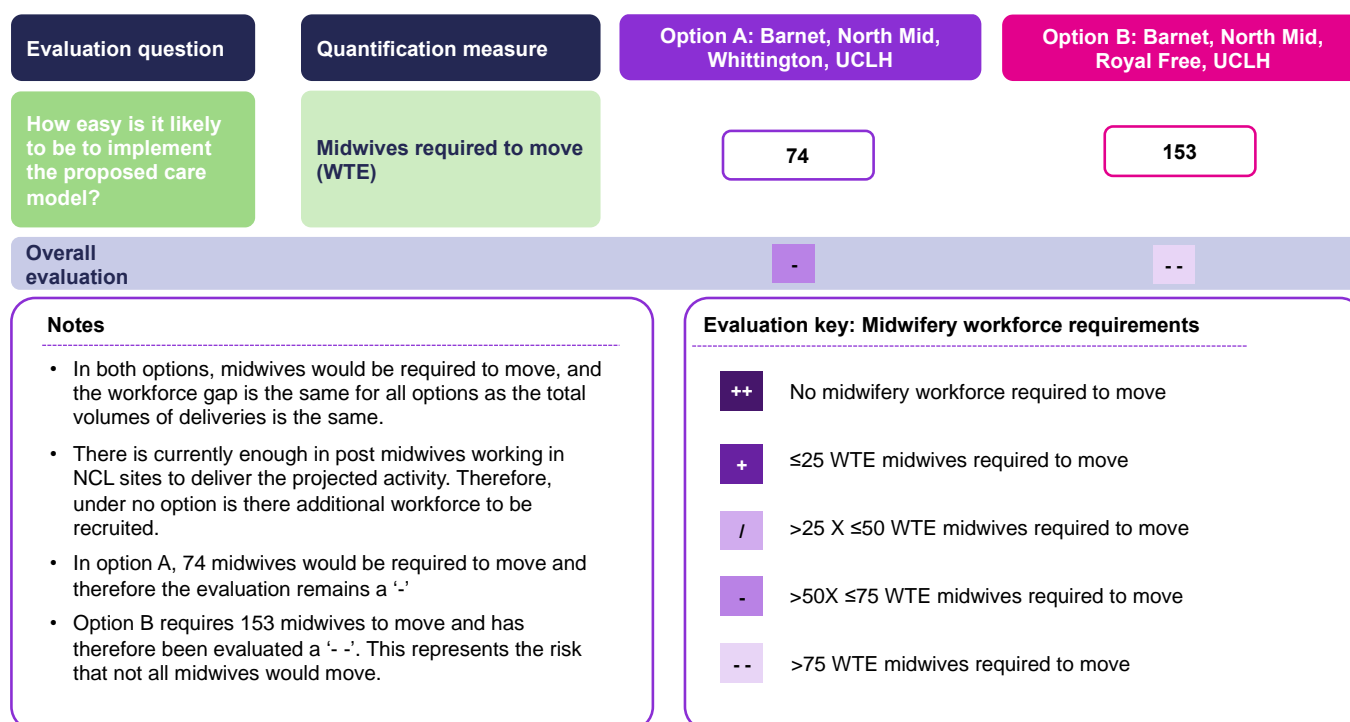 Evaluation question
Quantification measure
Option A: Barnet, North Mid,
Whittington, UCLH
Option B: Barnet, North Mid,
Royal Free, UCLH
How easy is it likely
to be to implement
the proposed care
model?
Midwives required to move
(WTE)
74
153
Overall
evaluation
-
- -
Notes
• In both options, midwives would be required to move, and
the workforce gap is the same for all options as the total
volumes of deliveries is the same.
• There is currently enough in post midwives working in
NCL sites to deliver the projected activity. Therefore,
under no option is there additional workforce to be
recruited.
• In option A, 74 midwives would be required to move and
therefore the evaluation remains a ‘-’
• Option B requires 153 midwives to move and has
therefore been evaluated a ‘- -’. This represents the risk
that not all midwives would move.
Evaluation key: Midwifery workforce requirements
++ No midwifery workforce required to move
+ ≤25 WTE midwives required to move
/ >25 X ≤50 WTE midwives required to move
- >50X ≤75 WTE midwives required to move
- - >75 WTE midwives required to move